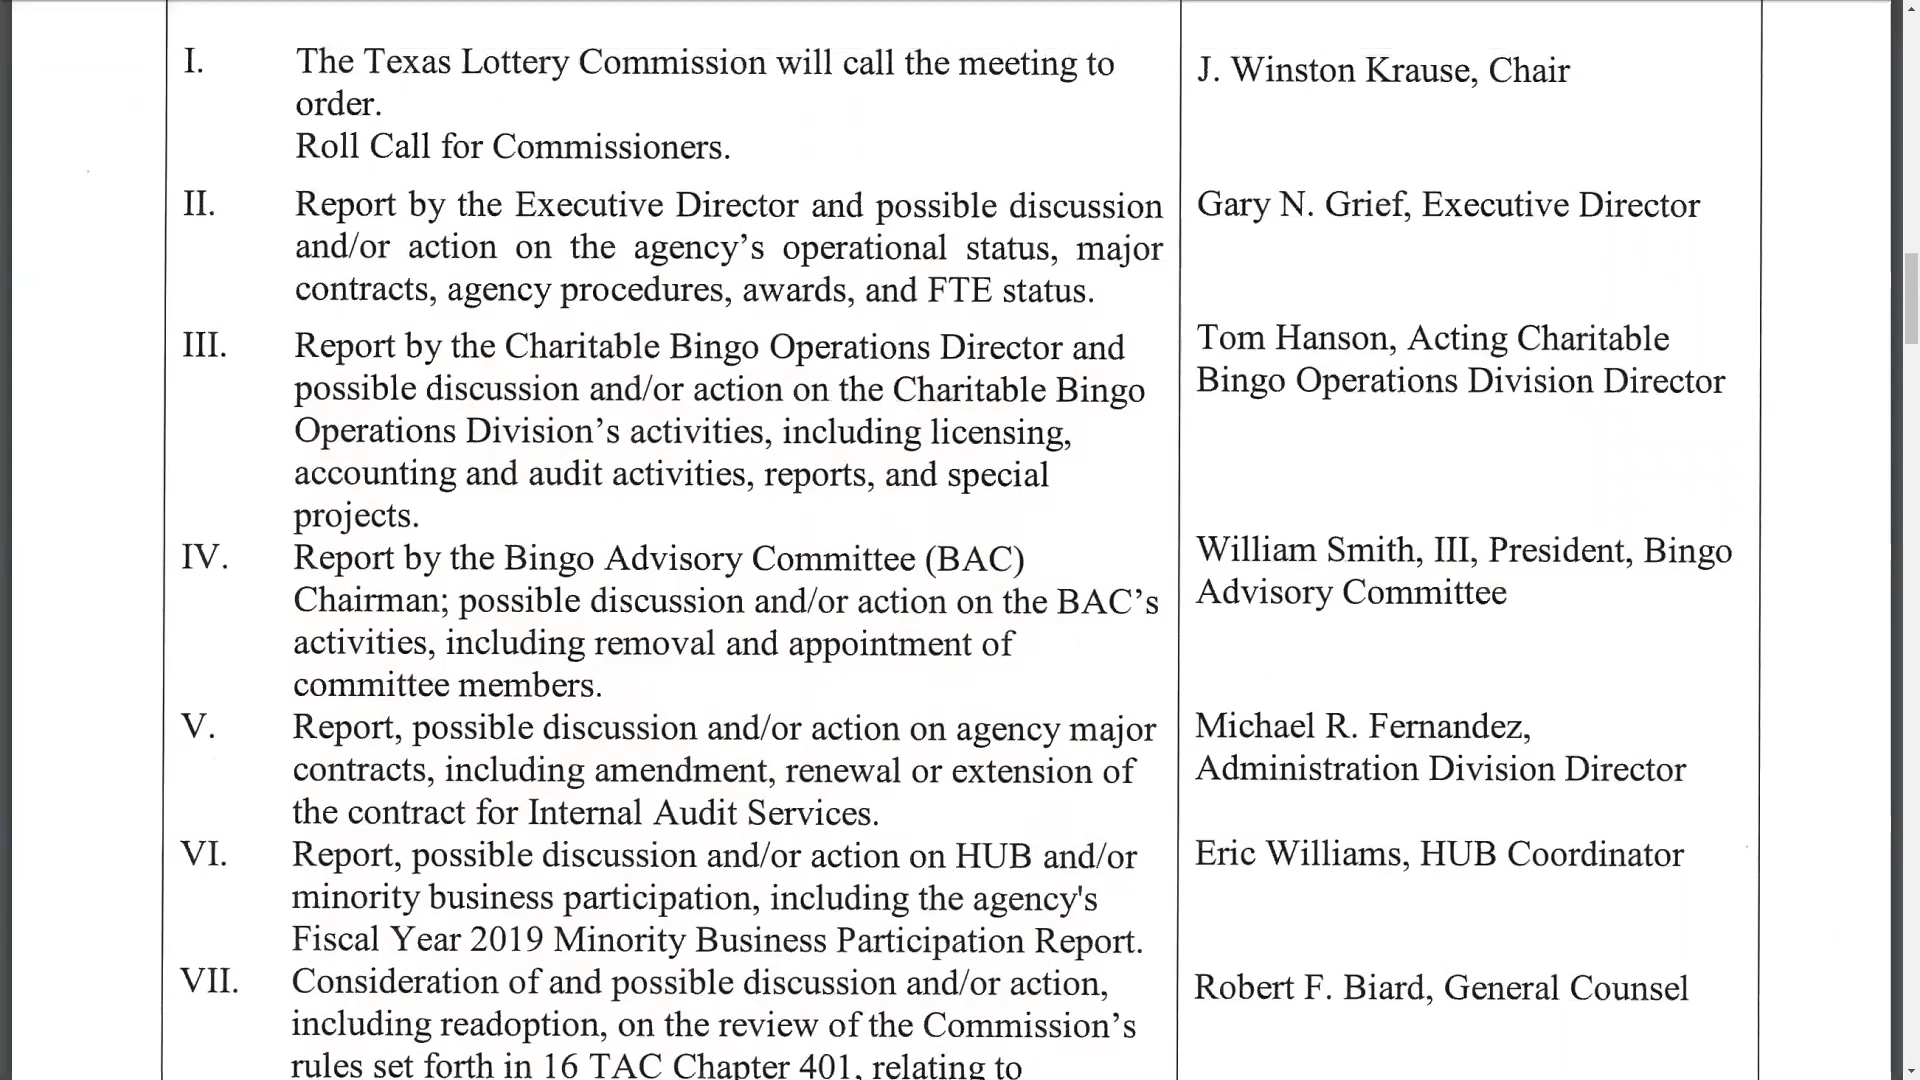 I. The Texas Lottery Commission will call the meeting to
order.
Roll Call for Commissioners.
J. Winston Krause, Chair
II. Report by the Executive Director and possible discussion
and/or action on the agency’s operational status, major
contracts, agency procedures, awards, and FTE status.
Gary N. Grief, Executive Director
III. Report by the Charitable Bingo Operations Director and
possible discussion and/or action on the Charitable Bingo
Operations Division’s activities, including licensing,
accounting and audit activities, reports, and special
projects.
Tom Hanson, Acting Charitable
Bingo Operations Division Director
IV. Report by the Bingo Advisory Committee (BAC)
Chairman; possible discussion and/or action on the BAC’s
activities, including removal and appointment of
committee members.
William Smith, III, President, Bingo
Advisory Committee
V. Report, possible discussion and/or action on agency major
contracts, including amendment, renewal or extension of
the contract for Internal Audit Services.
Michael R. Fernandez,
Administration Division Director
VI. Report, possible discussion and/or action on HUB and/or
minority business participation, including the agency's
Fiscal Year 2019 Minority Business Participation Report.
Eric Williams, HUB Coordinator
VII. Consideration of and possible discussion and/or action,
including readoption, on the review of the Commission’s
rules set forth in 16 TAC Chapter 401, relating to
Robert F. Biard, General Counsel